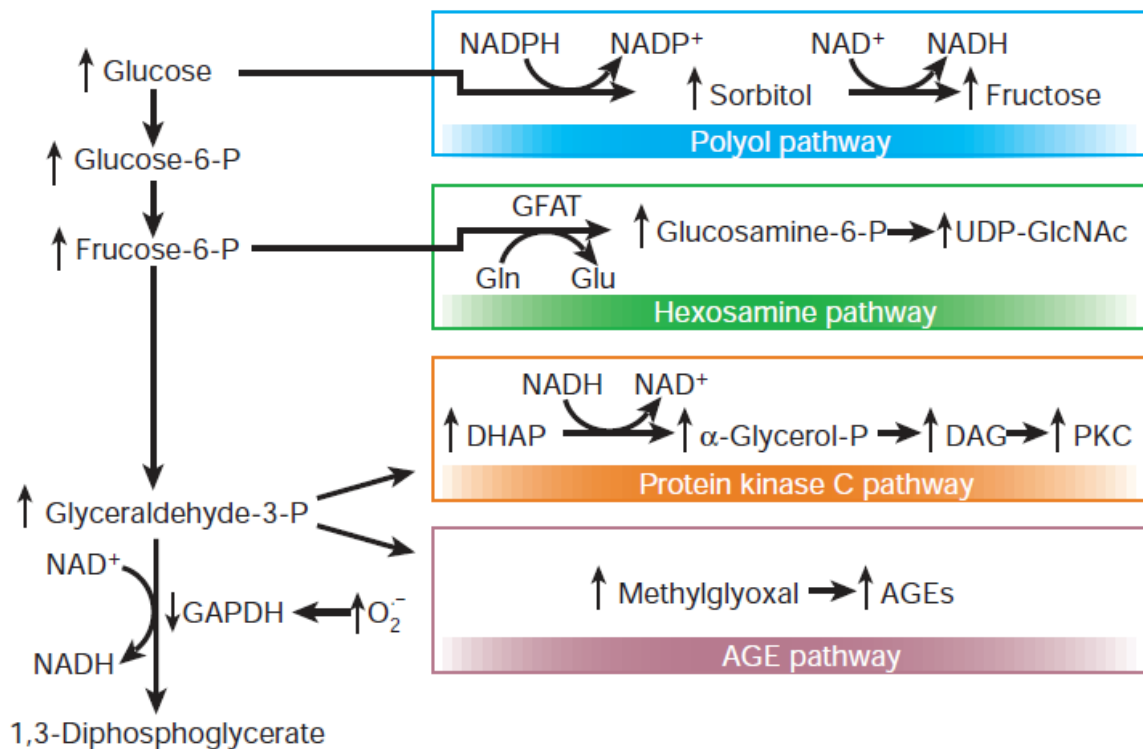 NADPH NADP+ NAD+ NADH
↑ Glucose
↑ Sorbitol ↑ Fructose
Polyol pathway
↑ Glucose-6-P
GFAT
↑ Glucosamine-6-P ↑ UDP-GlcNAc
↑ Frucose-6-P
Gln Glu
Hexosamine pathway
NADH NAD+
↑ DHAP ↑ α-Glycerol-P ↑ DAG ↑ PKC
Protein kinase C pathway
↑ Glyceraldehyde-3-P
NAD+
↑ Methylglyoxal ↑ AGEs
↓ GAPDH ↑ O₂·−
AGE pathway
NADH
1,3-Diphosphoglycerate